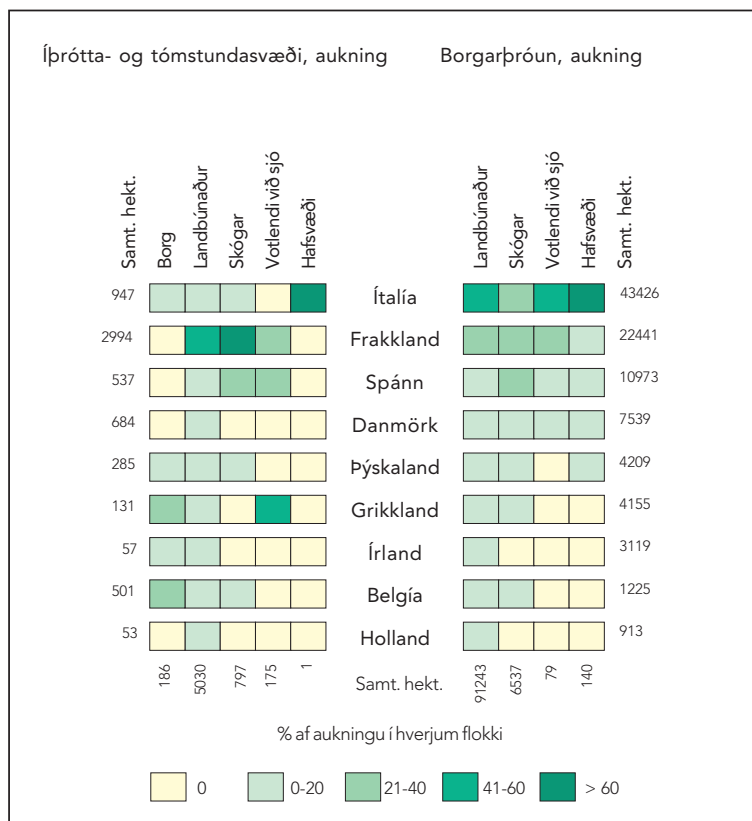 Íþrótta- og tómstundasvæði, aukning
Borgarþróun, aukning
Samt. hekt.
Borg
Landbúnaður
Skógar
Votlendi við sjó
Hafsvæði
Landbúnaður
Skógar
Votlendi við sjó
Hafsvæði
Samt. hekt.
947 Ítalía 43426
2994 Frakkland 22441
537 Spánn 10973
684 Danmörk 7539
285 Þýskaland 4209
131 Grikkland 4155
57 Írland 3119
501 Belgía 1225
53 Holland 913
186 5030 797 175 1 Samt. hekt. 91243 6537 79 140
% af aukningu í hverjum flokki
0 0-20 21-40 41-60 > 60